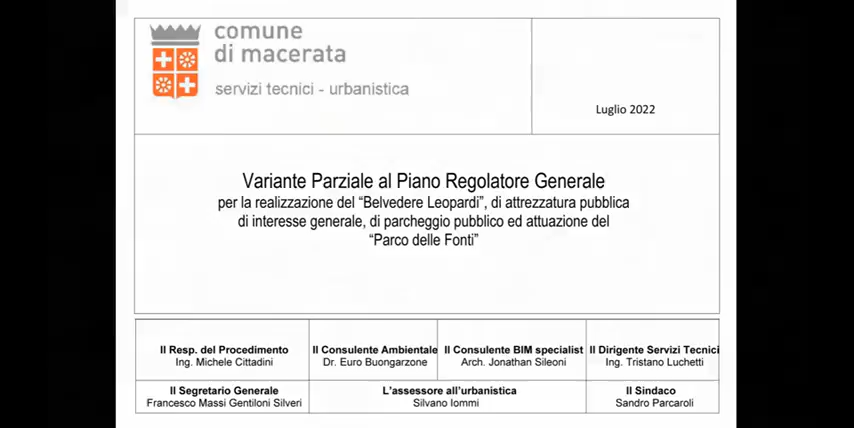 comune
di macerata
servizi tecnici - urbanistica
Luglio 2022
Variante Parziale al Piano Regolatore Generale
per la realizzazione del “Belvedere Leopardi”, di attrezzatura pubblica
di interesse generale, di parcheggio pubblico ed attuazione del
“Parco delle Fonti”
Il Resp. del Procedimento
Ing. Michele Cittadini
Il Consulente Ambientale
Dr. Euro Buongarzone
Il Consulente BIM specialist
Arch. Jonathan Sileoni
Il Dirigente Servizi Tecnici
Ing. Tristano Luchetti
Il Segretario Generale
Francesco Massi Gentiloni Silveri
L’assessore all’urbanistica
Silvano Iommi
Il Sindaco
Sandro Parcaroli